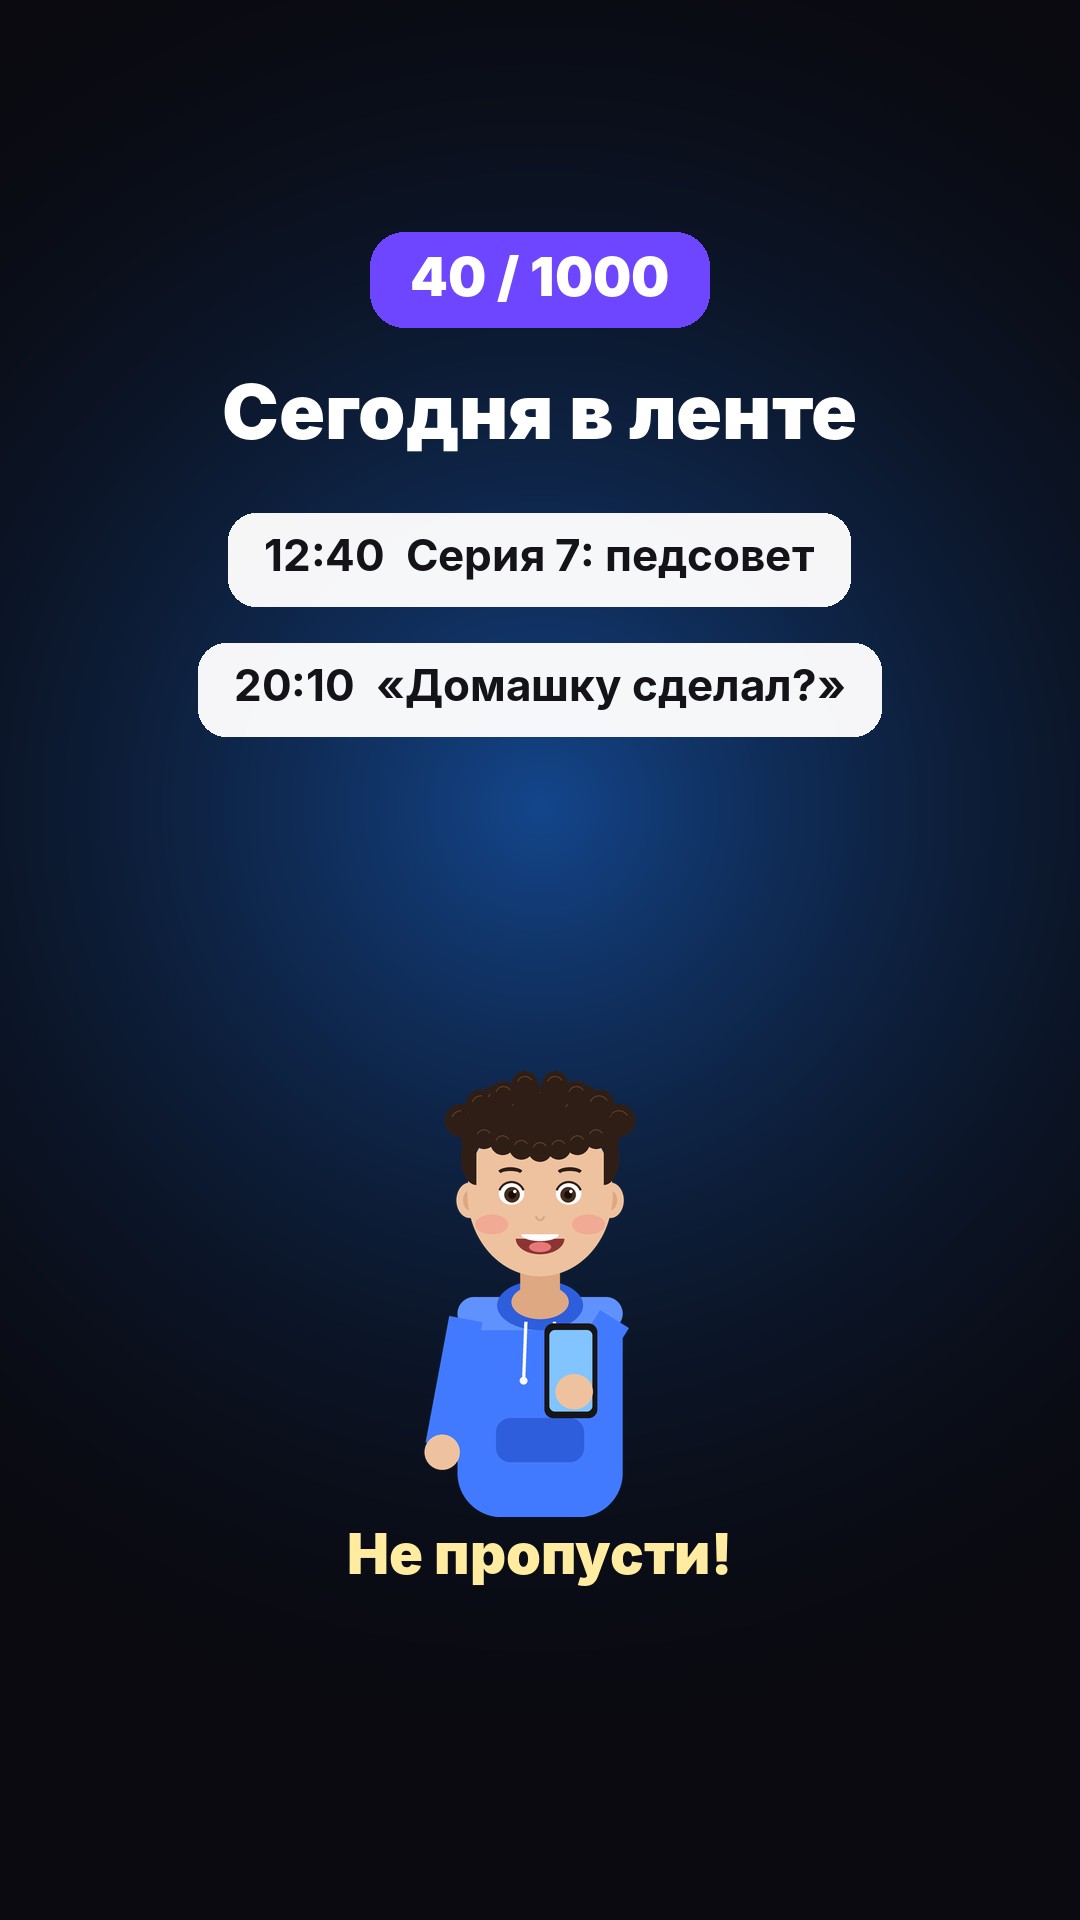 40 / 1000
Сегодня в ленте
12:40 Серия 7: педсовет
20:10 «Домашку сделал?»
Не пропусти!